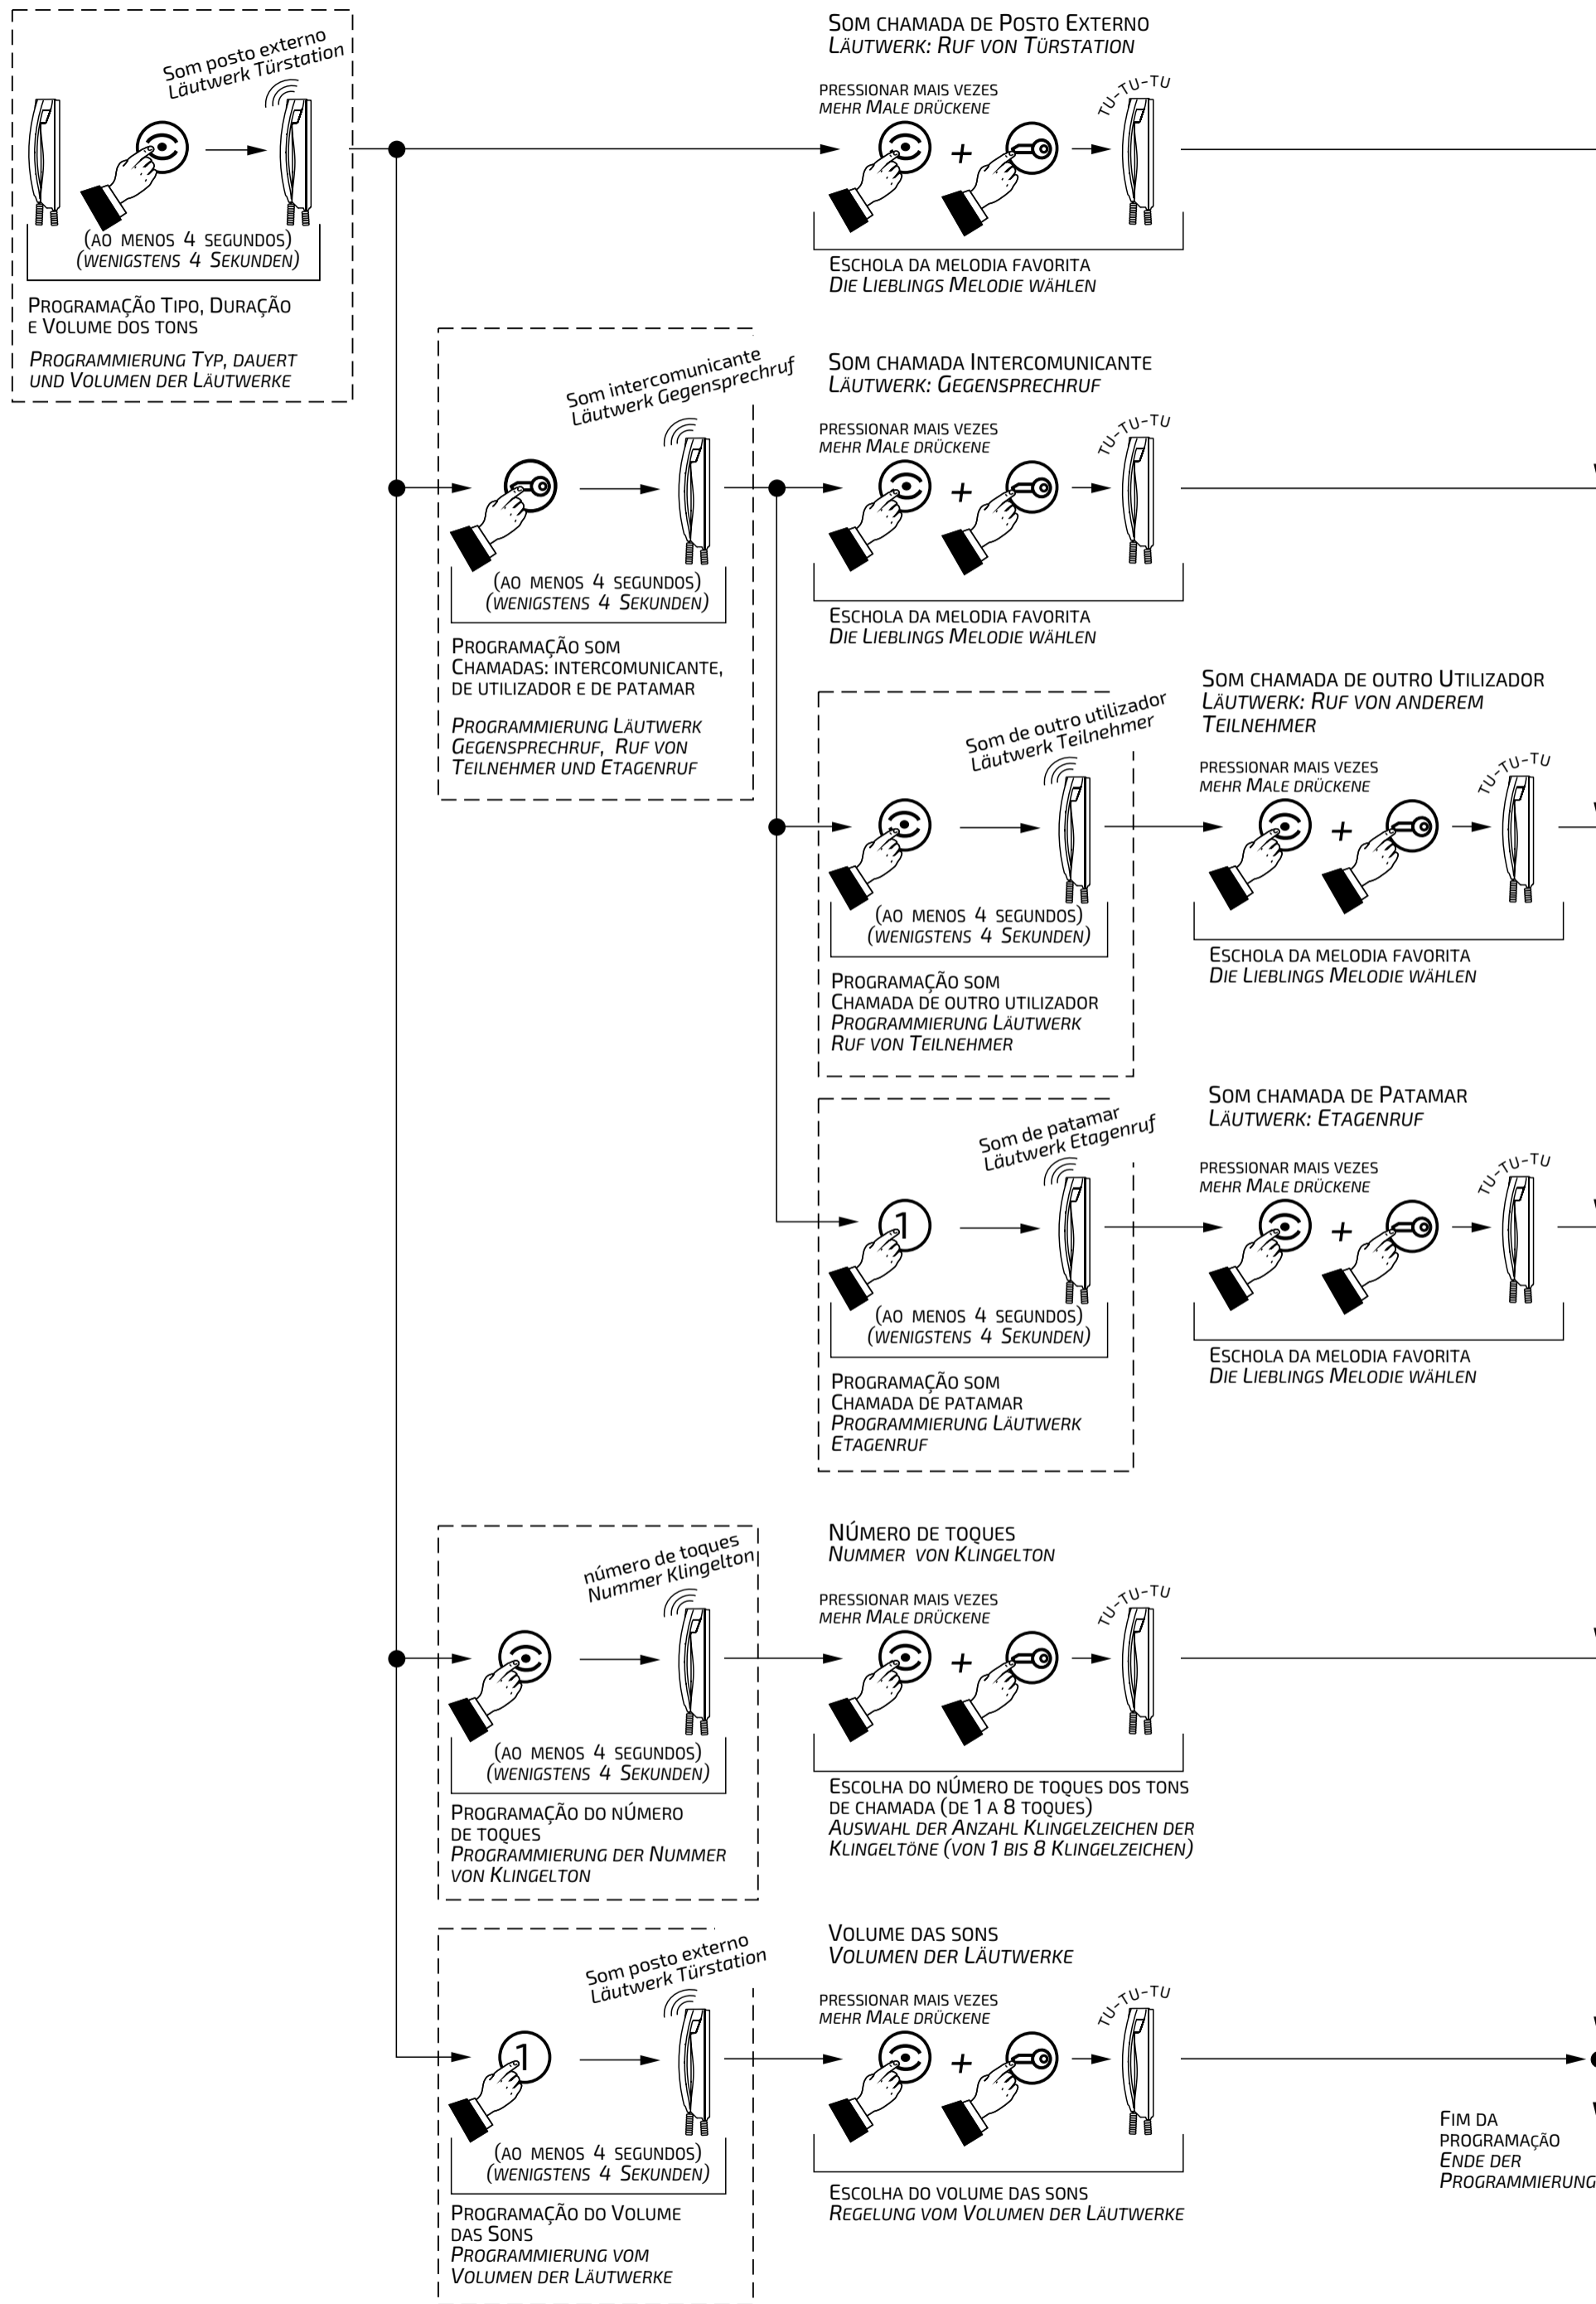 Som posto externo
Läutwerk Türstation
(AO MENOS 4 SEGUNDOS)
(WENIGSTENS 4 SEKUNDEN)
PROGRAMAÇÃO TIPO, DURAÇÃO
E VOLUME DOS TONS
PROGRAMMIERUNG TYP, DAUERT
UND VOLUMEN DER LÄUTWERKE
SOM CHAMADA DE POSTO EXTERNO
LÄUTWERK: RUF VON TÜRSTATION
PRESSIONAR MAIS VEZES
MEHR MALE DRÜCKENE
+
TU-TU-TU
ESCHOLA DA MELODIA FAVORITA
DIE LIEBLINGS MELODIE WÄHLEN
Som intercomunicante
Läutwerk Gegensprechruf
(AO MENOS 4 SEGUNDOS)
(WENIGSTENS 4 SEKUNDEN)
PROGRAMAÇÃO SOM
CHAMADAS: INTERCOMUNICANTE,
DE UTILIZADOR E DE PATAMAR
PROGRAMMIERUNG LÄUTWERK
GEGENSPRECHRUF, RUF VON
TEILNEHMER UND ETAGENRUF
SOM CHAMADA INTERCOMUNICANTE
LÄUTWERK: GEGENSPRECHRUF
PRESSIONAR MAIS VEZES
MEHR MALE DRÜCKENE
+
TU-TU-TU
ESCHOLA DA MELODIA FAVORITA
DIE LIEBLINGS MELODIE WÄHLEN
Som de outro utilizador
Läutwerk Teilnehmer
(AO MENOS 4 SEGUNDOS)
(WENIGSTENS 4 SEKUNDEN)
PROGRAMAÇÃO SOM
CHAMADA DE OUTRO UTILIZADOR
PROGRAMMIERUNG LÄUTWERK
RUF VON TEILNEHMER
SOM CHAMADA DE OUTRO UTILIZADOR
LÄUTWERK: RUF VON ANDEREM
TEILNEHMER
PRESSIONAR MAIS VEZES
MEHR MALE DRÜCKENE
+
TU-TU-TU
ESCHOLA DA MELODIA FAVORITA
DIE LIEBLINGS MELODIE WÄHLEN
Som de patamar
Läutwerk Etagenruf
1
(AO MENOS 4 SEGUNDOS)
(WENIGSTENS 4 SEKUNDEN)
PROGRAMAÇÃO SOM
CHAMADA DE PATAMAR
PROGRAMMIERUNG LÄUTWERK
ETAGENRUF
SOM CHAMADA DE PATAMAR
LÄUTWERK: ETAGENRUF
PRESSIONAR MAIS VEZES
MEHR MALE DRÜCKENE
+
TU-TU-TU
ESCHOLA DA MELODIA FAVORITA
DIE LIEBLINGS MELODIE WÄHLEN
número de toques
Nummer Klingelton
(AO MENOS 4 SEGUNDOS)
(WENIGSTENS 4 SEKUNDEN)
PROGRAMAÇÃO DO NÚMERO
DE TOQUES
PROGRAMMIERUNG DER NUMMER
VON KLINGELTON
NÚMERO DE TOQUES
NUMMER VON KLINGELTON
PRESSIONAR MAIS VEZES
MEHR MALE DRÜCKENE
+
TU-TU-TU
ESCOLHA DO NÚMERO DE TOQUES DOS TONS
DE CHAMADA (DE 1 A 8 TOQUES)
AUSWAHL DER ANZAHL KLINGELZEICHEN DER
KLINGELTÖNE (VON 1 BIS 8 KLINGELZEICHEN)
Som posto externo
Läutwerk Türstation
1
(AO MENOS 4 SEGUNDOS)
(WENIGSTENS 4 SEKUNDEN)
PROGRAMAÇÃO DO VOLUME
DAS SONS
PROGRAMMIERUNG VOM
VOLUMEN DER LÄUTWERKE
VOLUME DAS SONS
VOLUMEN DER LÄUTWERKE
PRESSIONAR MAIS VEZES
MEHR MALE DRÜCKENE
+
TU-TU-TU
ESCOLHA DO VOLUME DAS SONS
REGELUNG VOM VOLUMEN DER LÄUTWERKE
FIM DA
PROGRAMAÇÃO
ENDE DER
PROGRAMMIERUNG